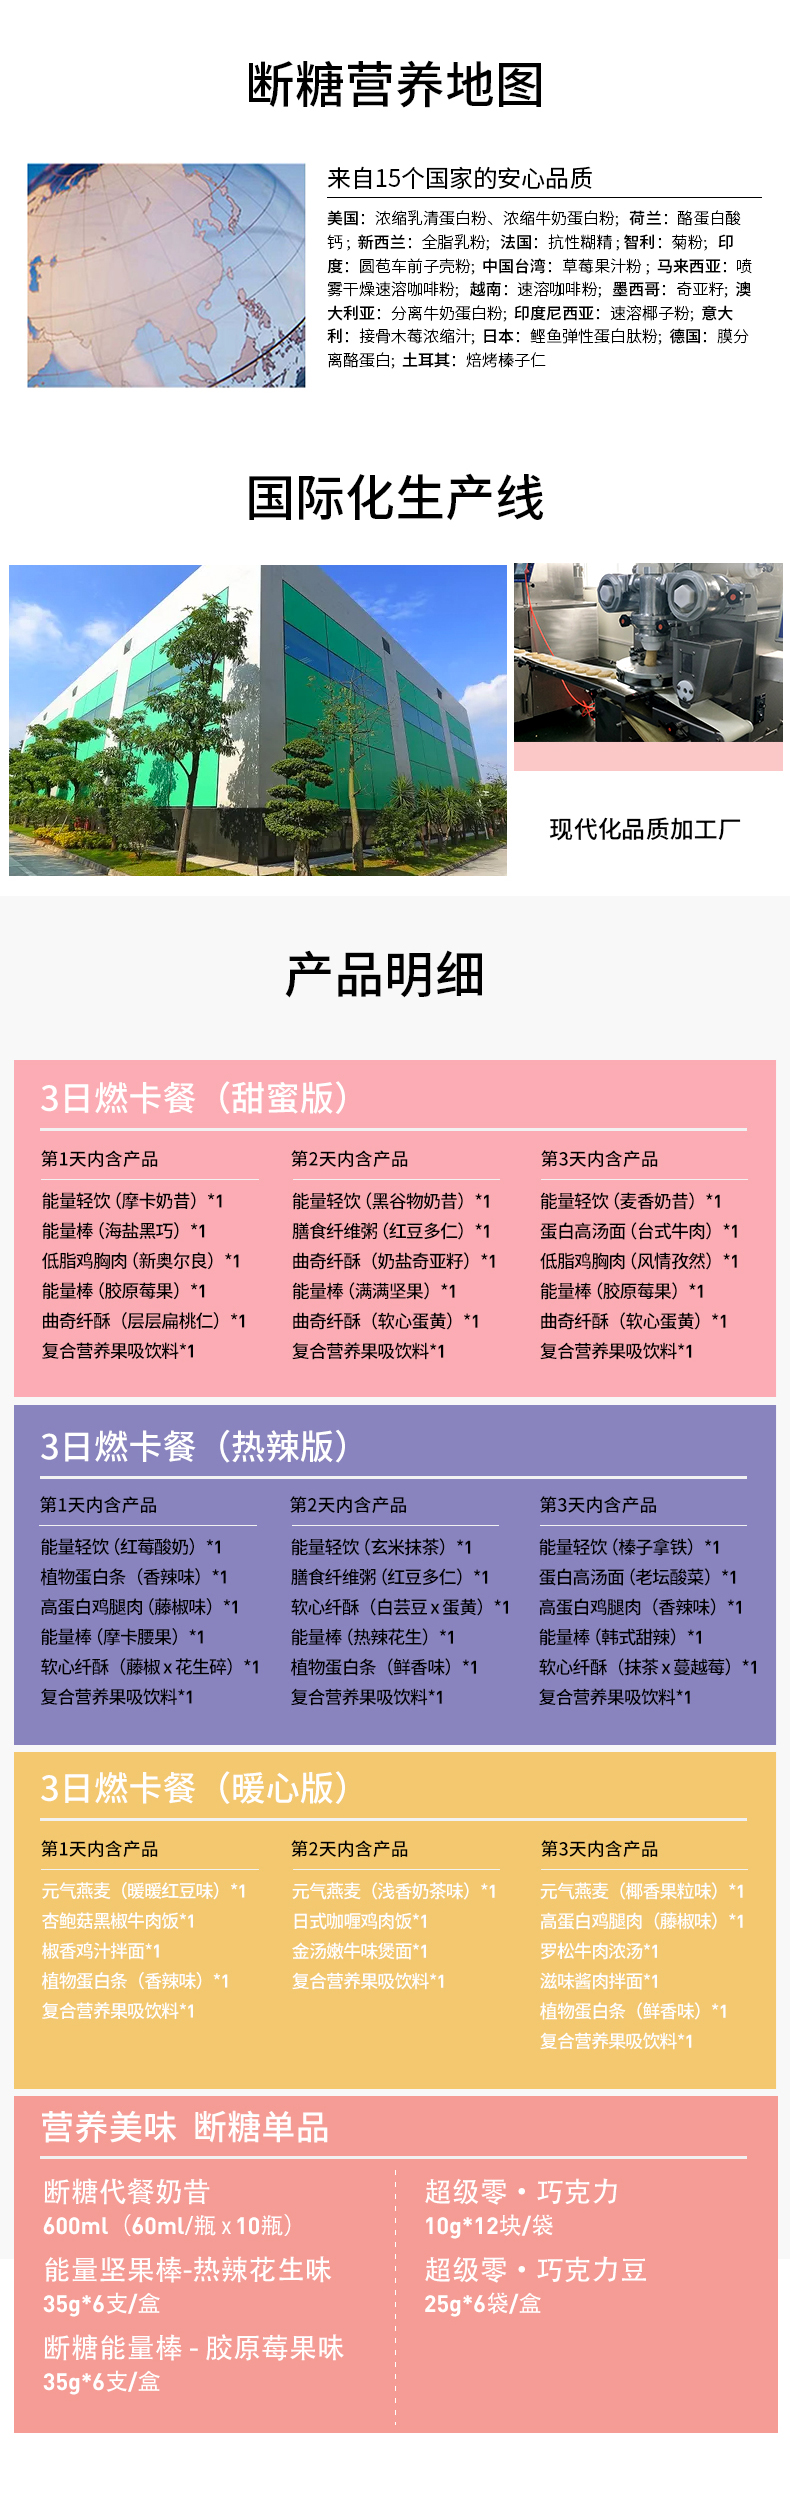 断糖营养地图
来自15个国家的安心品质
美国：浓缩乳清蛋白粉、浓缩牛奶蛋白粉；荷兰：酪蛋白酸
钙；新西兰：全脂乳粉；法国：抗性糊精；智利：菊粉；印
度：圆苞车前子壳粉；中国台湾：草莓果汁粉；马来西亚：喷
雾干燥速溶咖啡粉；越南：速溶咖啡粉；墨西哥：奇亚籽；澳
大利亚：分离牛奶蛋白粉；印度尼西亚：速溶椰子粉；意大
利：接骨木莓浓缩汁；日本：鲣鱼弹性蛋白肽粉；德国：膜分
离酪蛋白；土耳其：焙烤榛子仁
国际化生产线
现代化品质加工厂
产品明细
3日燃卡餐（甜蜜版）
第1天内含产品
能量轻饮（摩卡奶昔）*1
能量棒（海盐黑巧）*1
低脂鸡胸肉（新奥尔良）*1
能量棒（胶原莓果）*1
曲奇纤酥（层层扁桃仁）*1
复合营养果吸饮料*1
第2天内含产品
能量轻饮（黑谷物奶昔）*1
膳食纤维粥（红豆多仁）*1
曲奇纤酥（奶盐奇亚籽）*1
能量棒（满满坚果）*1
曲奇纤酥（软心蛋黄）*1
复合营养果吸饮料*1
第3天内含产品
能量轻饮（麦香奶昔）*1
蛋白高汤面（台式牛肉）*1
低脂鸡胸肉（风情孜然）*1
能量棒（胶原莓果）*1
曲奇纤酥（软心蛋黄）*1
复合营养果吸饮料*1
3日燃卡餐（热辣版）
第1天内含产品
能量轻饮（红莓酸奶）*1
植物蛋白条（香辣味）*1
高蛋白鸡腿肉（藤椒味）*1
能量棒（摩卡腰果）*1
软心纤酥（藤椒x花生碎）*1
复合营养果吸饮料*1
第2天内含产品
能量轻饮（玄米抹茶）*1
膳食纤维粥（红豆多仁）*1
软心纤酥（白芸豆x蛋黄）*1
能量棒（热辣花生）*1
植物蛋白条（鲜香味）*1
复合营养果吸饮料*1
第3天内含产品
能量轻饮（榛子拿铁）*1
蛋白高汤面（老坛酸菜）*1
高蛋白鸡腿肉（香辣味）*1
能量棒（韩式甜辣）*1
软心纤酥（抹茶x蔓越莓）*1
复合营养果吸饮料*1
3日燃卡餐（暖心版）
第1天内含产品
元气燕麦（暖暖红豆味）*1
杏鲍菇黑椒牛肉饭*1
椒香鸡汁拌面*1
植物蛋白条（香辣味）*1
复合营养果吸饮料*1
第2天内含产品
元气燕麦（浅香奶茶味）*1
日式咖喱鸡肉饭*1
金汤嫩牛味煲面*1
复合营养果吸饮料*1
第3天内含产品
元气燕麦（椰香果粒味）*1
高蛋白鸡腿肉（藤椒味）*1
罗松牛肉浓汤*1
滋味酱肉拌面*1
植物蛋白条（鲜香味）*1
复合营养果吸饮料*1
营养美味 断糖单品
断糖代餐奶昔
600ml（60ml/瓶x10瓶）
能量坚果棒-热辣花生味
35g*6支/盒
断糖能量棒-胶原莓果味
35g*6支/盒
超级零·巧克力
10g*12块/袋
超级零·巧克力豆
25g*6袋/盒